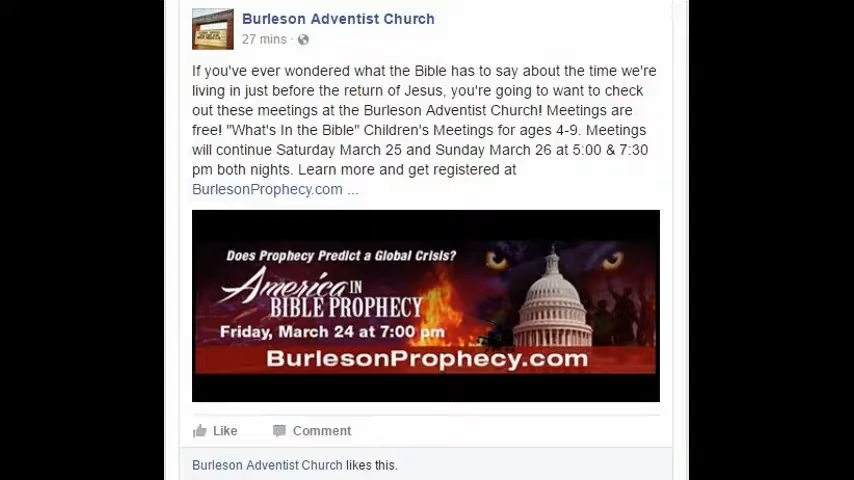 Burleson Adventist Church
27 mins ·
If you've ever wondered what the Bible has to say about the time we're
living in just before the return of Jesus, you're going to want to check
out these meetings at the Burleson Adventist Church! Meetings are
free! "What's In the Bible" Children's Meetings for ages 4-9. Meetings
will continue Saturday March 25 and Sunday March 26 at 5:00 & 7:30
pm both nights. Learn more and get registered at
BurlesonProphecy.com ...
Does Prophecy Predict a Global Crisis?
America IN
BIBLE PROPHECY
Friday, March 24 at 7:00 pm
BurlesonProphecy.com
Like Comment
Burleson Adventist Church likes this.